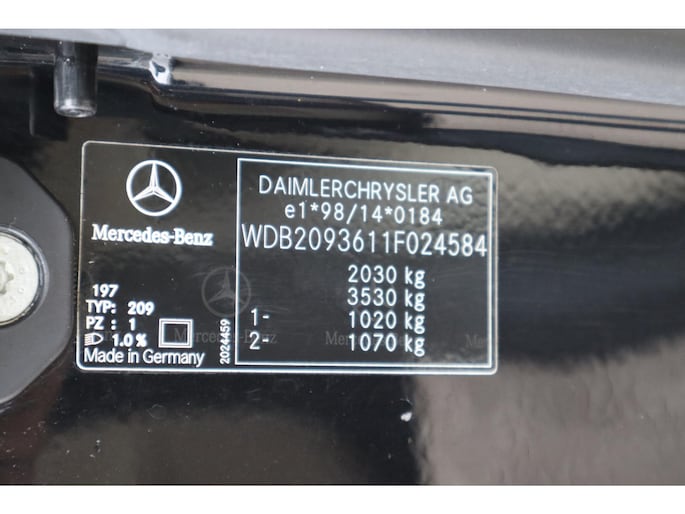 Mercedes-Benz
197
TYP: 209
PZ : 1
1.0 %
Made in Germany
2024459
DAIMLERCHRYSLER AG
e1*98/14*0184
WDB2093611F024584
2030 kg
3530 kg
1- 1020 kg
2- 1070 kg